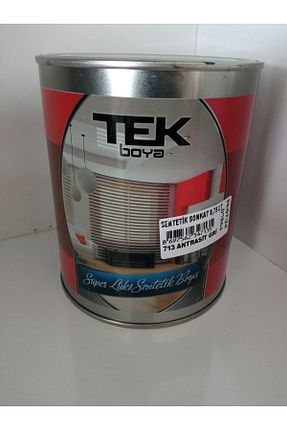 TEK
boya
SENTETİK SONKAT 0,75 LT
713 ANTRASİT GRİ
Süper Lüks Sentetik Boya